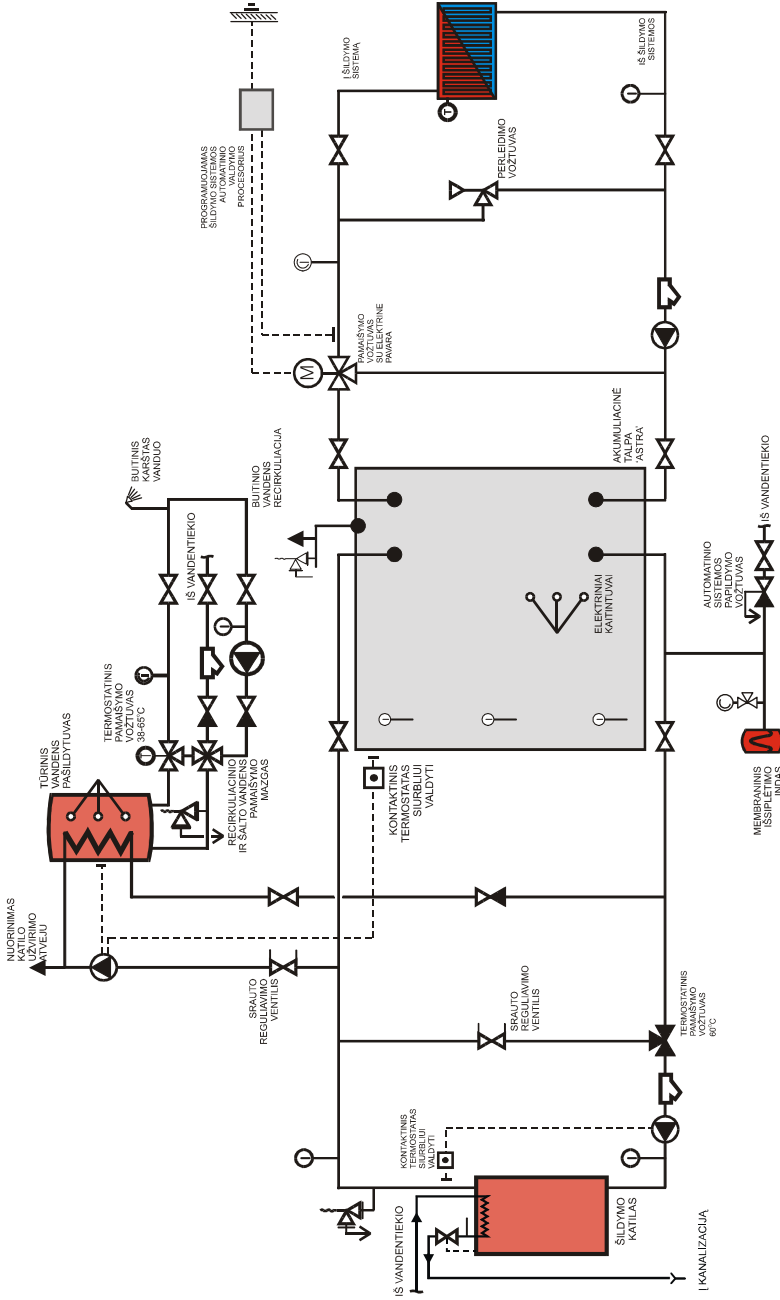 NUORINIMAS
KATILO
UŽVIRIMO
ATVEJU
TŪRINIS
VANDENS
PAŠILDYTUVAS
TERMOSTATINIS
PAMAIŠYMO
VOŽTUVAS
38-65°C
BUITINIS
KARŠTAS
VANDUO
IŠ VANDENTIEKIO
PROGRAMUOJAMAS
ŠILDYMO SISTEMOS
AUTOMATINIO
VALDYMO
PROCESORIUS
RECIRKULIACINIO
IR ŠALTO VANDENS
PAMAIŠYMO
MAZGAS
BUITINIO
VANDENS
RECIRKULIACIJA
SRAUTO
REGULIAVIMO
VENTILIS
M
PAMAIŠYMO
VOŽTUVAS
SU ELEKTRINE
PAVARA
Į ŠILDYMO
SISTEMĄ
KONTAKTINIS
TERMOSTATAS
SIURBLIUI
VALDYTI
KONTAKTINIS
TERMOSTATAS
SIURBLIUI
VALDYTI
T
IŠ VANDENTIEKIO
SRAUTO
REGULIAVIMO
VENTILIS
PERLEIDIMO
VOŽTUVAS
ELEKTRINIAI
KAITINTUVAI
AKUMULIACINĖ
TALPA
'ASTRA'
IŠ ŠILDYMO
SISTEMOS
ŠILDYMO
KATILAS
TERMOSTATINIS
PAMAIŠYMO
VOŽTUVAS
60°C
Į KANALIZACIJĄ
AUTOMATINIO
SISTEMOS
PAPILDYMO
VOŽTUVAS
IŠ VANDENTIEKIO
MEMBRANINIS
IŠSIPLĖTIMO
INDAS